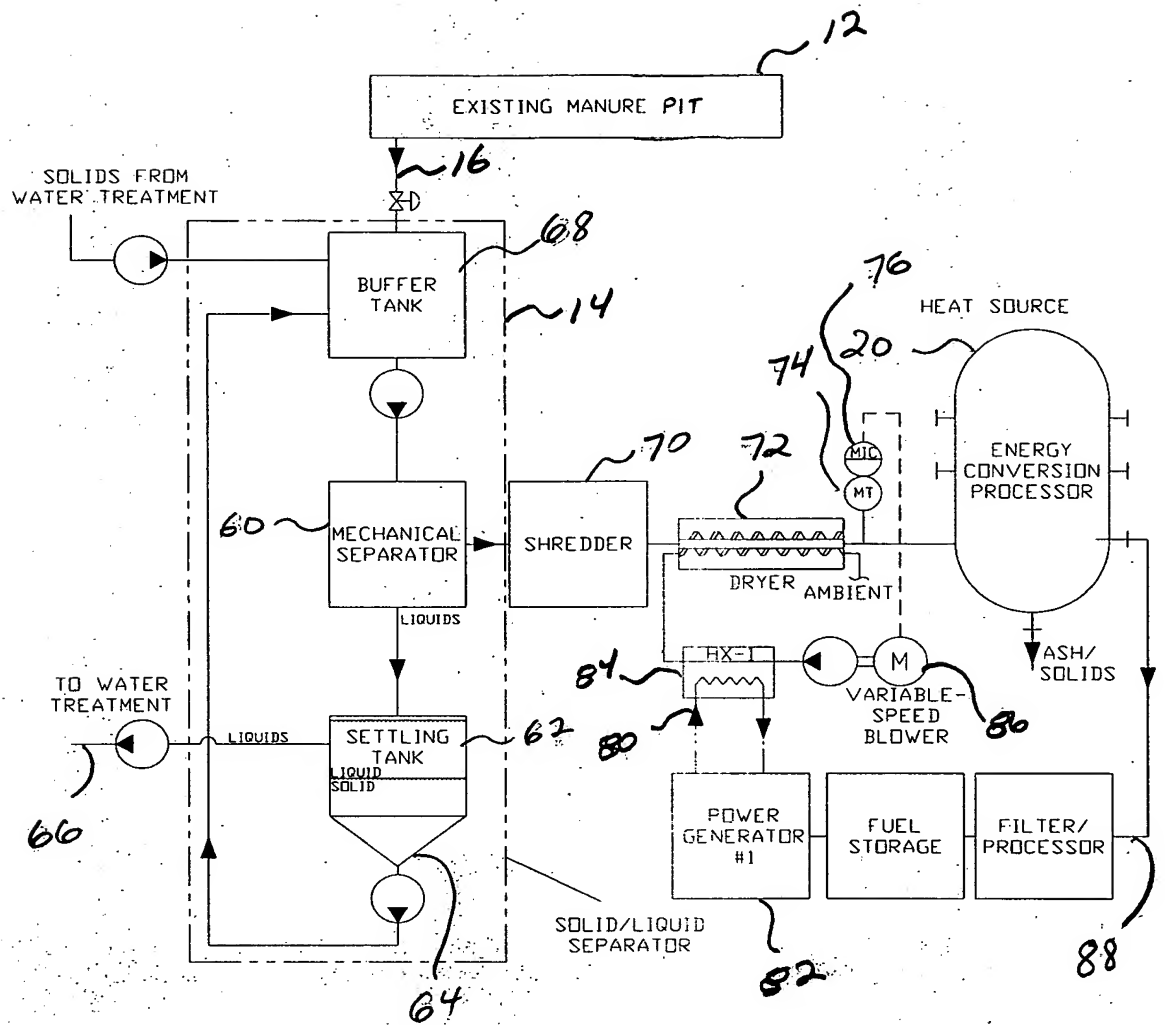 12
EXISTING MANURE PIT
16
SOLIDS FROM
WATER TREATMENT
68
BUFFER
TANK
14
76
HEAT SOURCE
20
74
MIC
MT
ENERGY
CONVERSION
PROCESSOR
70
72
60
MECHANICAL
SEPARATOR
SHREDDER
DRYER
AMBIENT
LIQUIDS
HX-1
84
80
M
VARIABLE-
SPEED
BLOWER
86
ASH/
SOLIDS
TO WATER
TREATMENT
LIQUIDS
SETTLING
TANK
62
LIQUID
SOLID
66
POWER
GENERATOR
#1
FUEL
STORAGE
FILTER/
PROCESSOR
SOLID/LIQUID
SEPARATOR
64
82
88